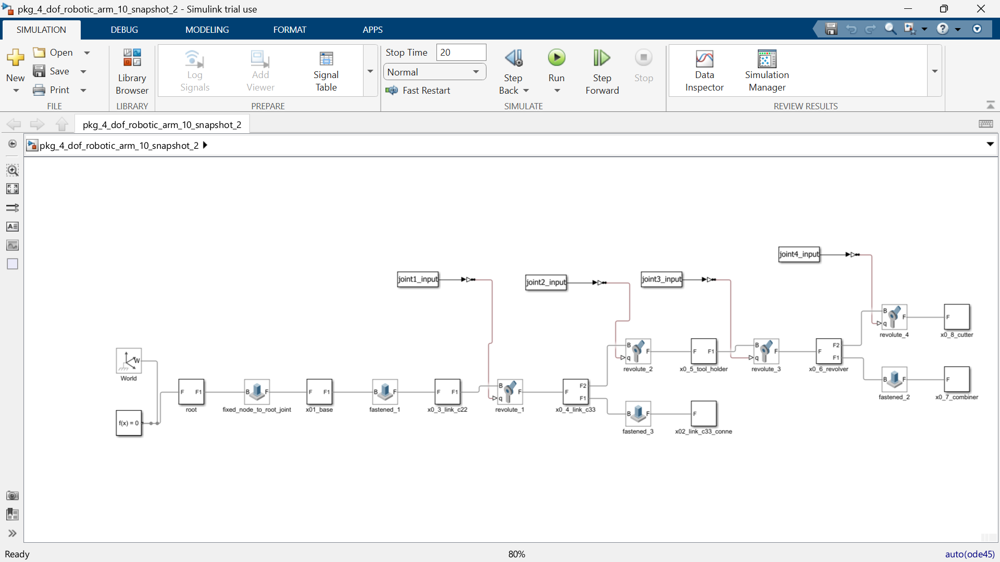 pkg_4_dof_robotic_arm_10_snapshot_2 - Simulink trial use
SIMULATION DEBUG MODELING FORMAT APPS
New
Open
Save
Print
FILE
Library
Browser
LIBRARY
Log
Signals
Add
Viewer
Signal
Table
PREPARE
Stop Time 20
Normal
Fast Restart
Step
Back
Run
Step
Forward
Stop
SIMULATE
Data
Inspector
Simulation
Manager
REVIEW RESULTS
pkg_4_dof_robotic_arm_10_snapshot_2
pkg_4_dof_robotic_arm_10_snapshot_2
joint4_input
joint1_input
joint2_input
joint3_input
B F
q
revolute_4
F
x0_8_cutter
W
World
B F
q
revolute_2
F F1
x0_5_tool_holder
B F
q
revolute_3
F2
F
F1
x0_6_revolver
B F
fastened_2
F
x0_7_combiner
F F1
root
B F
fixed_node_to_root_joint
F F1
x01_base
B F
fastened_1
F F1
x0_3_link_c22
B F
q
revolute_1
F2
F
F1
x0_4_link_c33
f(x) = 0
B F
fastened_3
F
x02_link_c33_conne
Ready 80% auto(ode45)